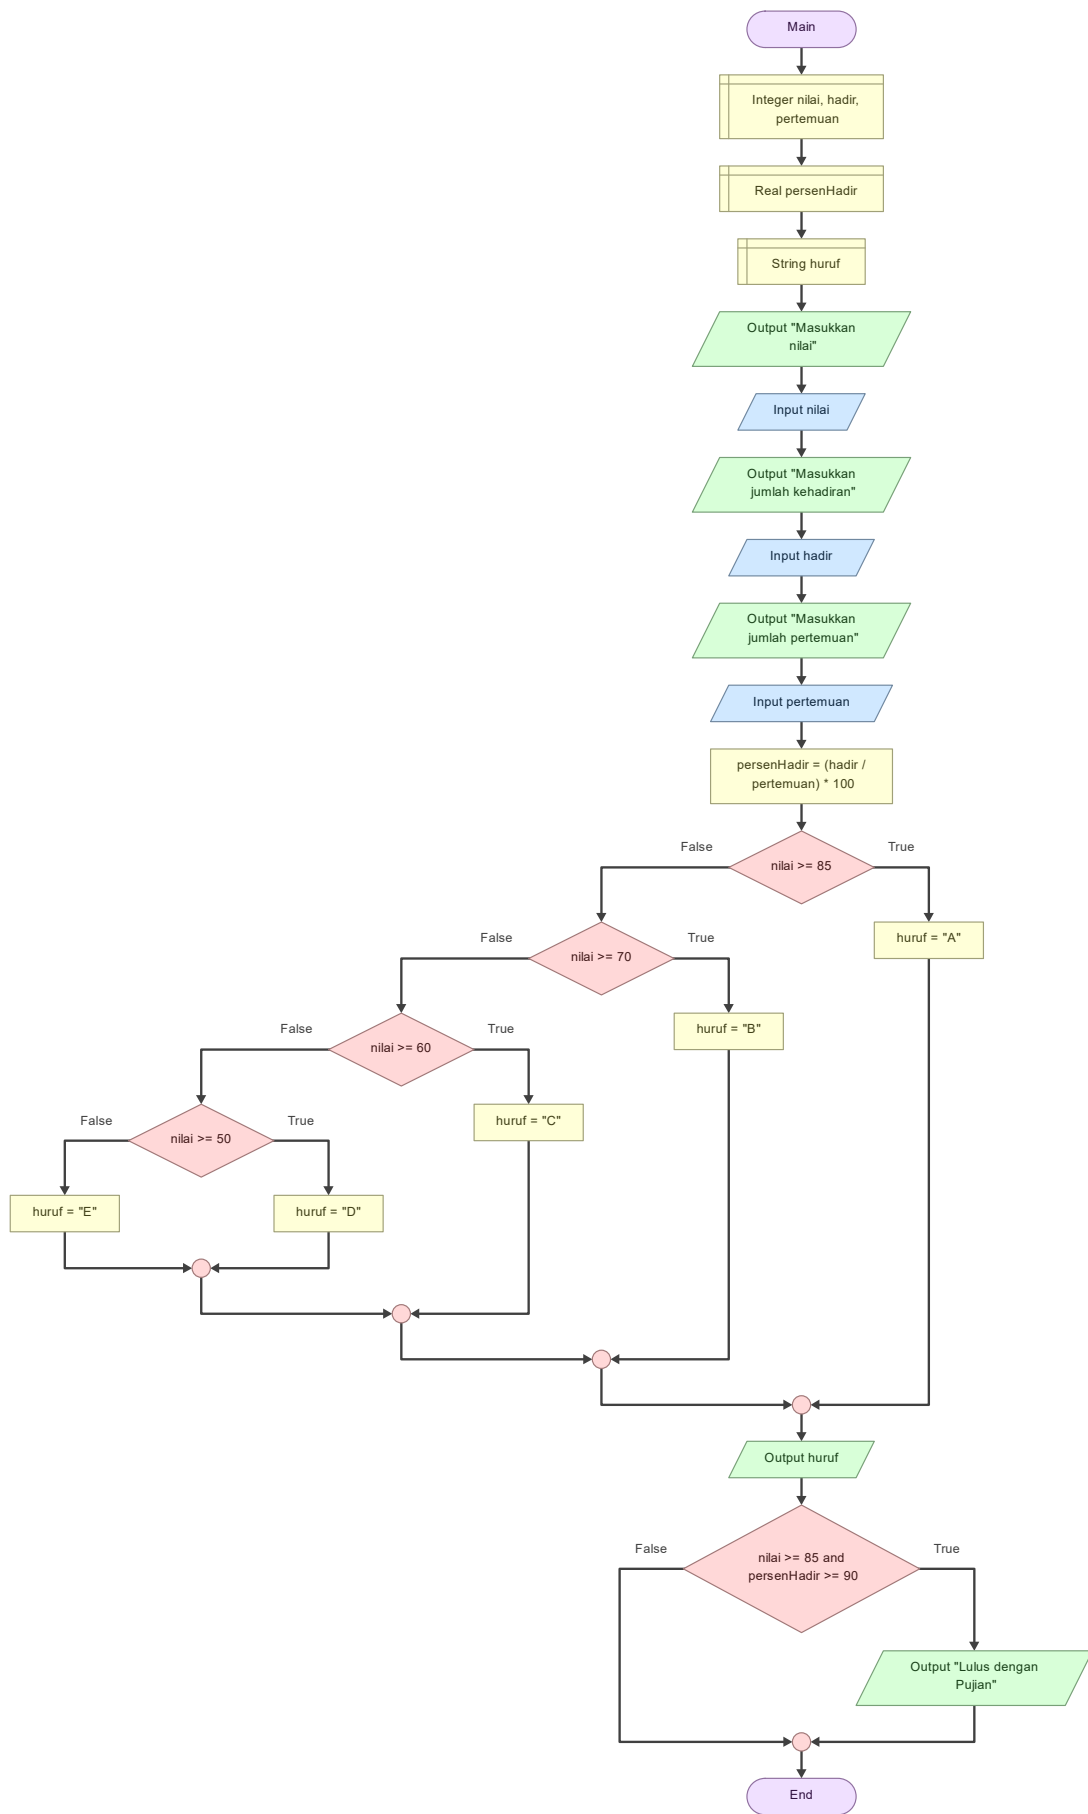 Main
Integer nilai, hadir,
pertemuan
Real persenHadir
String huruf
Output "Masukkan
nilai"
Input nilai
Output "Masukkan
jumlah kehadiran"
Input hadir
Output "Masukkan
jumlah pertemuan"
Input pertemuan
persenHadir = (hadir /
pertemuan) * 100
False
True
nilai >= 85
huruf = "A"
False
True
nilai >= 70
huruf = "B"
False
True
nilai >= 60
huruf = "C"
False
True
nilai >= 50
huruf = "E"
huruf = "D"
Output huruf
False
True
nilai >= 85 and
persenHadir >= 90
Output "Lulus dengan
Pujian"
End